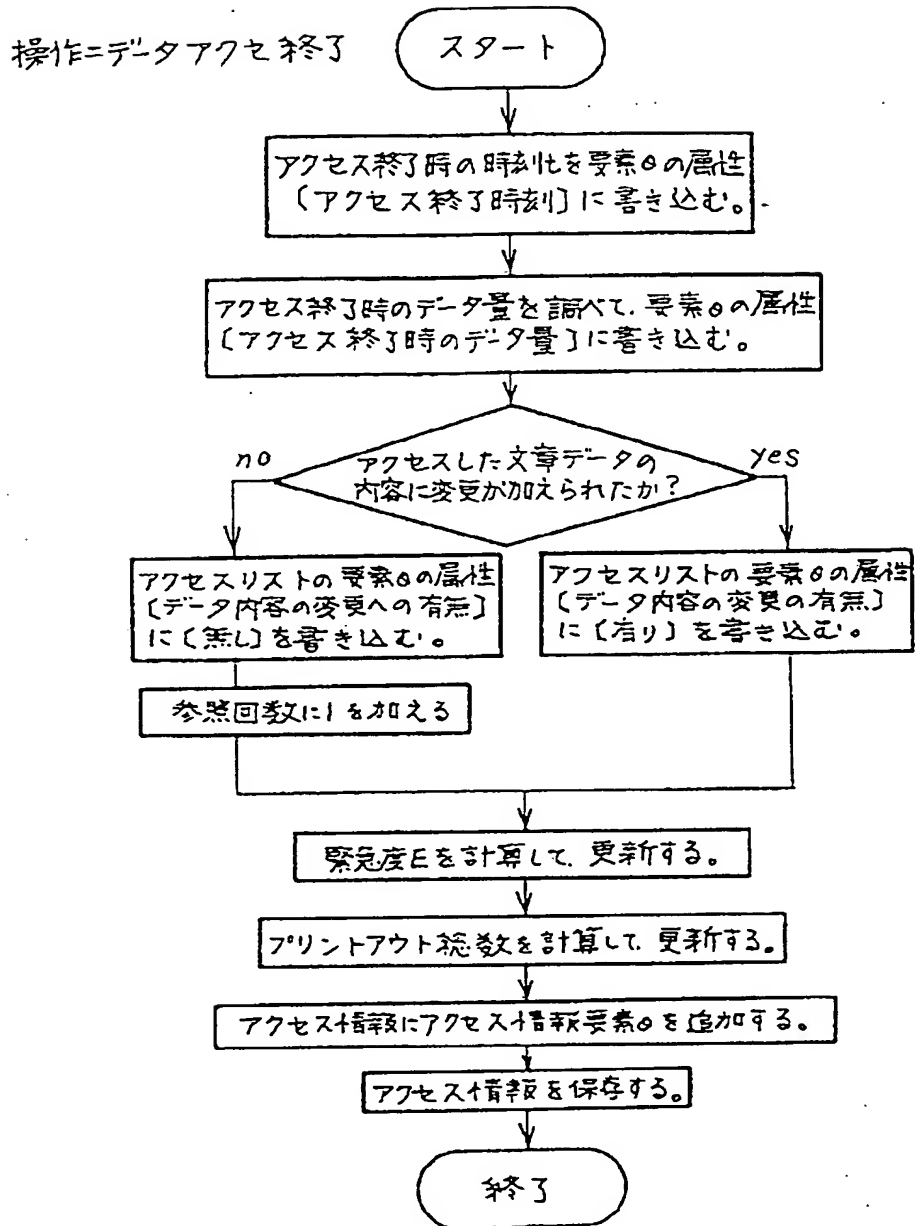 操作=データアクセ終了
スタート
アクセス終了時の時刻tを要素θの属性
〔アクセス終了時刻〕に書き込む。
アクセス終了時のデータ量を調べて、要素θの属性
〔アクセス終了時のデータ量〕に書き込む。
アクセスした文章データの
内容に変更が加えられたか?
no
yes
アクセスリストの要素θの属性
〔データ内容の変更への有無〕
に〔無し〕を書き込む。
アクセスリストの要素θの属性
〔データ内容の変更の有無〕
に〔有り〕を書き込む。
参照回数に1を加える
緊急度Eを計算して、更新する。
プリントアウト総数を計算して、更新する。
アクセス情報にアクセス情報要素θを追加する。
アクセス情報を保存する。
終了